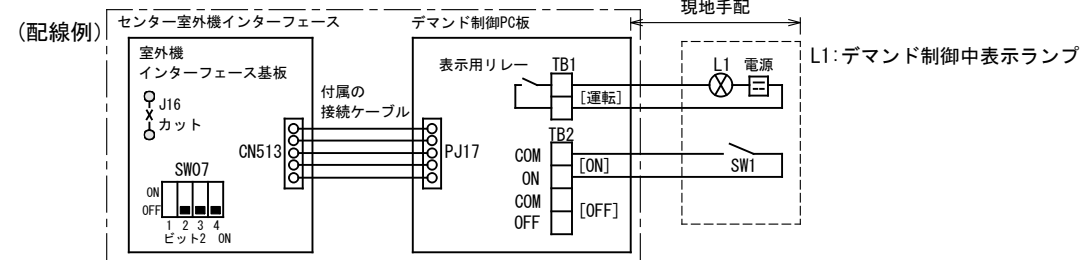 (配線例)
センター室外機インターフェース
デマンド制御PC板
現地手配
室外機
インターフェース基板
J16
カット
付属の
接続ケーブル
CN513
PJ17
SW07
ON
OFF
1 2 3 4
ビット2 ON
表示用リレー
TB1
[運転]
TB2
COM
ON
[ON]
COM
OFF
[OFF]
L1
電源
SW1
L1:デマンド制御中表示ランプ